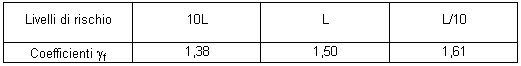 Livelli di rischio 10L L L/10
Coefficienti γf 1,38 1,50 1,61